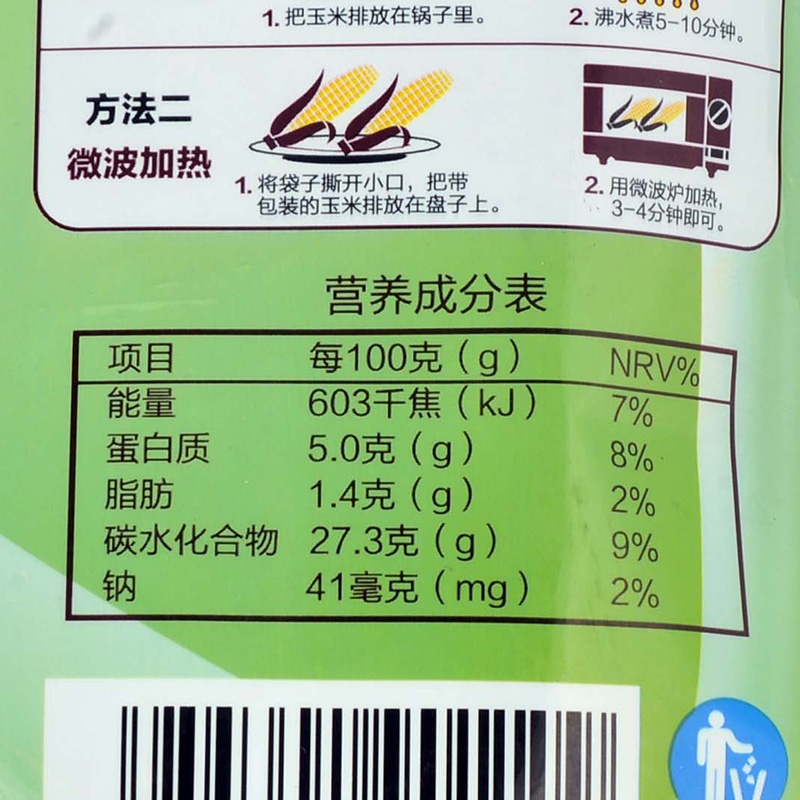 1. 把玉米排放在锅子里。
2. 沸水煮5-10分钟。
方法二
微波加热
1. 将袋子撕开小口，把带
包装的玉米排放在盘子上。
2. 用微波炉加热，
3-4分钟即可。
营养成分表
项目 每100克（g） NRV%
能量 603千焦（kJ） 7%
蛋白质 5.0克（g） 8%
脂肪 1.4克（g） 2%
碳水化合物 27.3克（g） 9%
钠 41毫克（mg） 2%